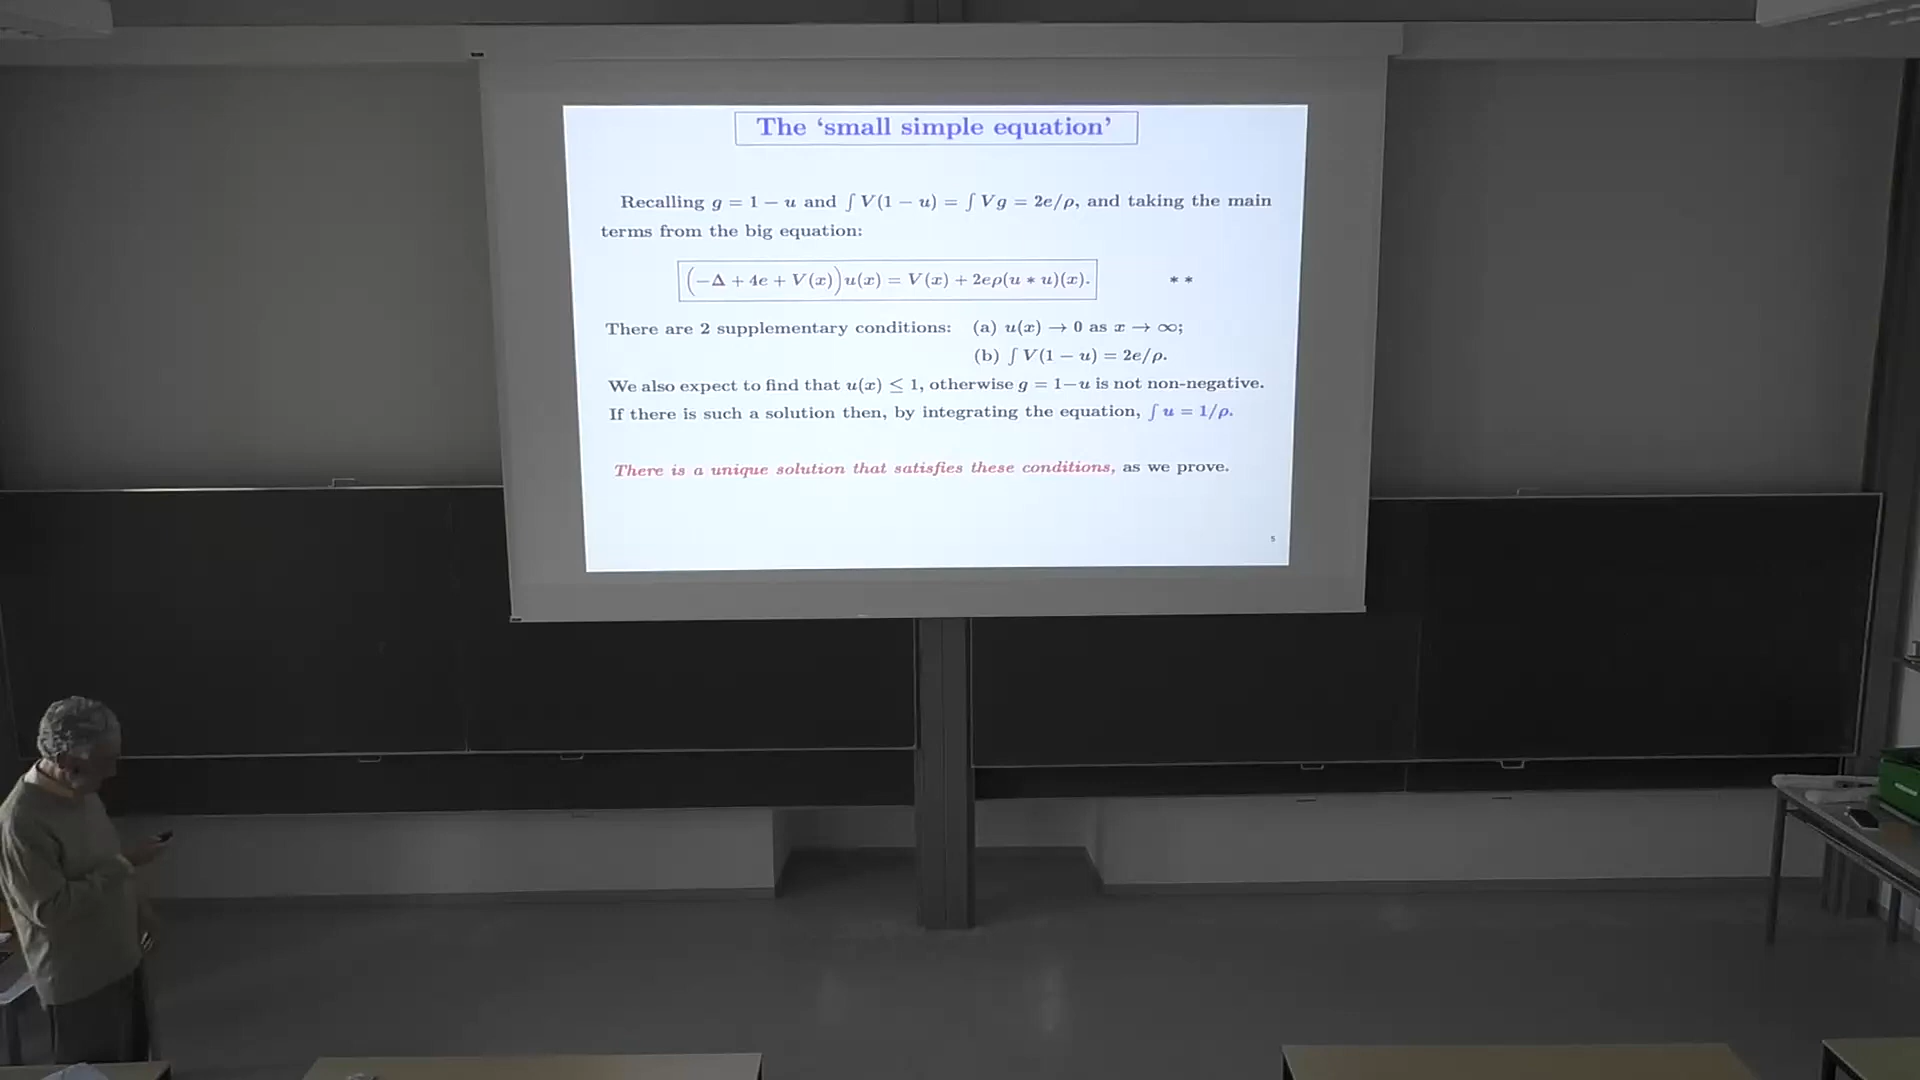 The ‘small simple equation’
Recalling g = 1 − u and ∫ V(1 − u) = ∫ Vg = 2e/ρ, and taking the main
terms from the big equation:
(−Δ + 4e + V(x))u(x) = V(x) + 2eρ(u ∗ u)(x). ∗ ∗
There are 2 supplementary conditions: (a) u(x) → 0 as x → ∞;
(b) ∫ V(1 − u) = 2e/ρ.
We also expect to find that u(x) ≤ 1, otherwise g = 1−u is not non-negative.
If there is such a solution then, by integrating the equation, ∫ u = 1/ρ.
There is a unique solution that satisfies these conditions, as we prove.
5